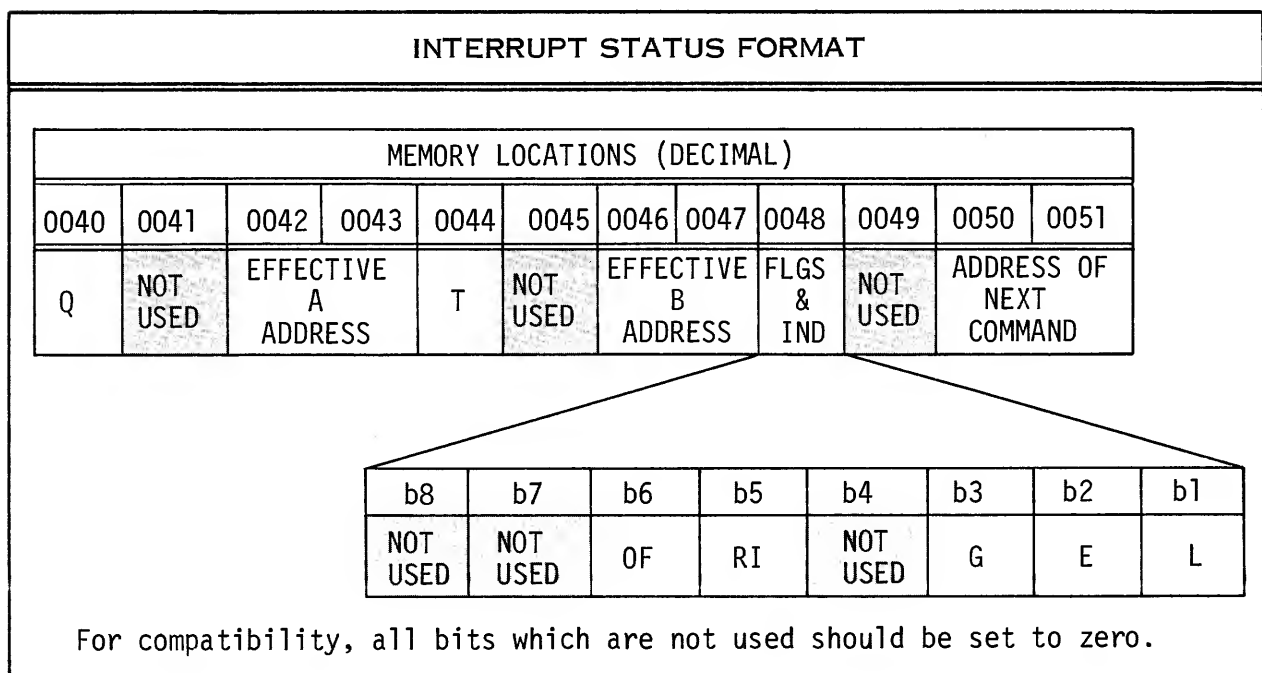 INTERRUPT STATUS FORMAT
MEMORY LOCATIONS (DECIMAL)
0040 0041 0042 0043 0044 0045 0046 0047 0048 0049 0050 0051
Q NOT USED EFFECTIVE A ADDRESS T NOT USED EFFECTIVE B ADDRESS FLGS & IND NOT USED ADDRESS OF NEXT COMMAND
b8 b7 b6 b5 b4 b3 b2 b1
NOT USED NOT USED OF RI NOT USED G E L
For compatibility, all bits which are not used should be set to zero.